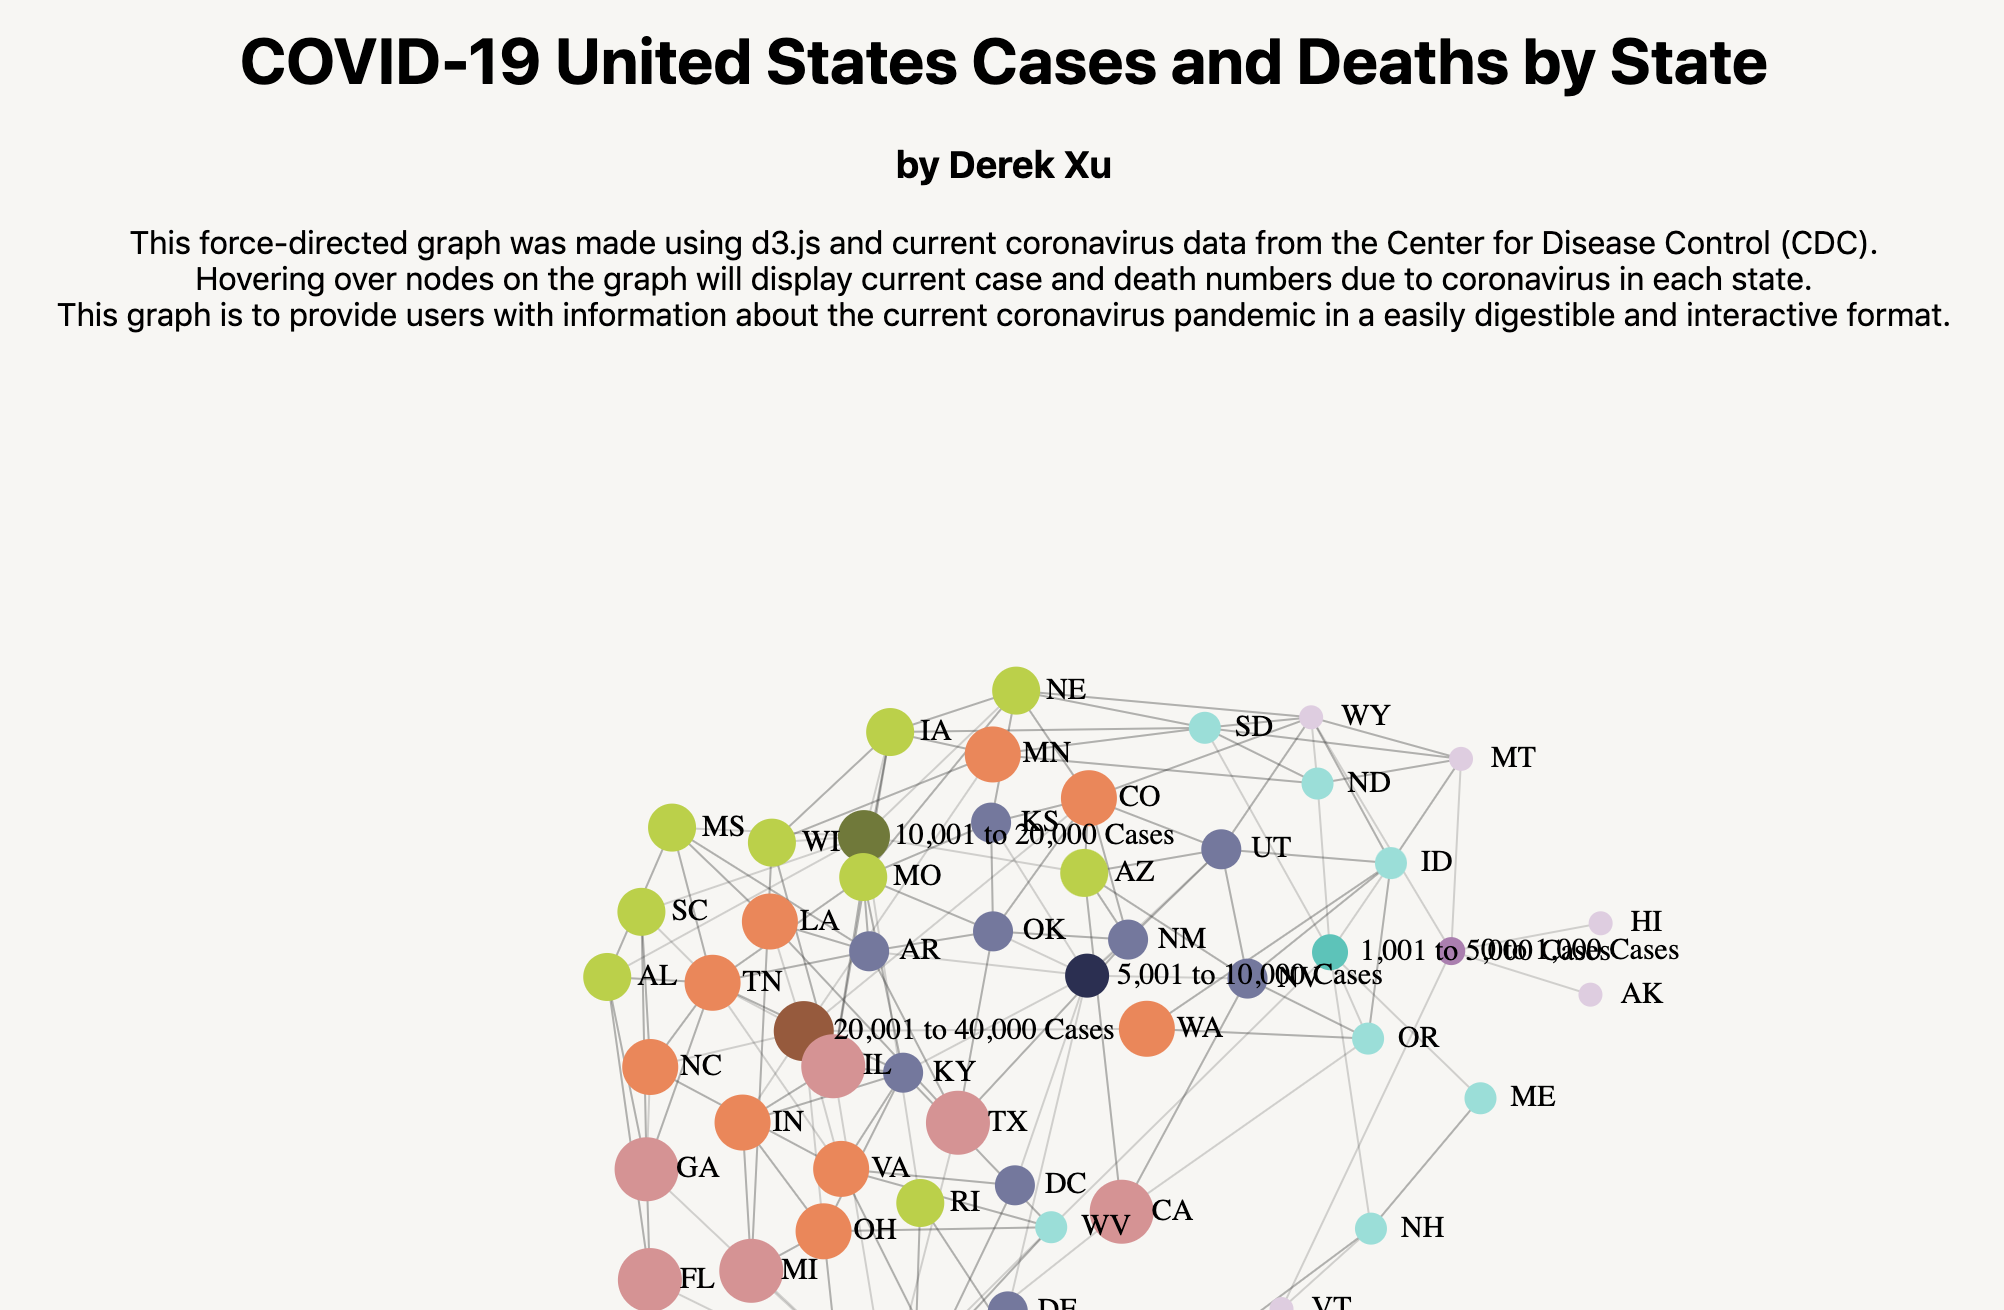 COVID-19 United States Cases and Deaths by State
by Derek Xu
This force-directed graph was made using d3.js and current coronavirus data from the Center for Disease Control (CDC).
Hovering over nodes on the graph will display current case and death numbers due to coronavirus in each state.
This graph is to provide users with information about the current coronavirus pandemic in a easily digestible and interactive format.
NE
WY
IA
SD
MN
MT
ND
CO
KS
MS
WI
10,001 to 20,000 Cases
UT
ID
AZ
MO
SC
LA
HI
OK
NM
AR
1,001 to 5,000 Cases
0 to 1,000 Cases
AL
TN
5,001 to 10,000 Cases
NV
AK
20,001 to 40,000 Cases
WA
OR
NC
IL
KY
ME
IN
TX
GA
VA
DC
RI
CA
OH
WV
NH
MI
FL
DE
VT